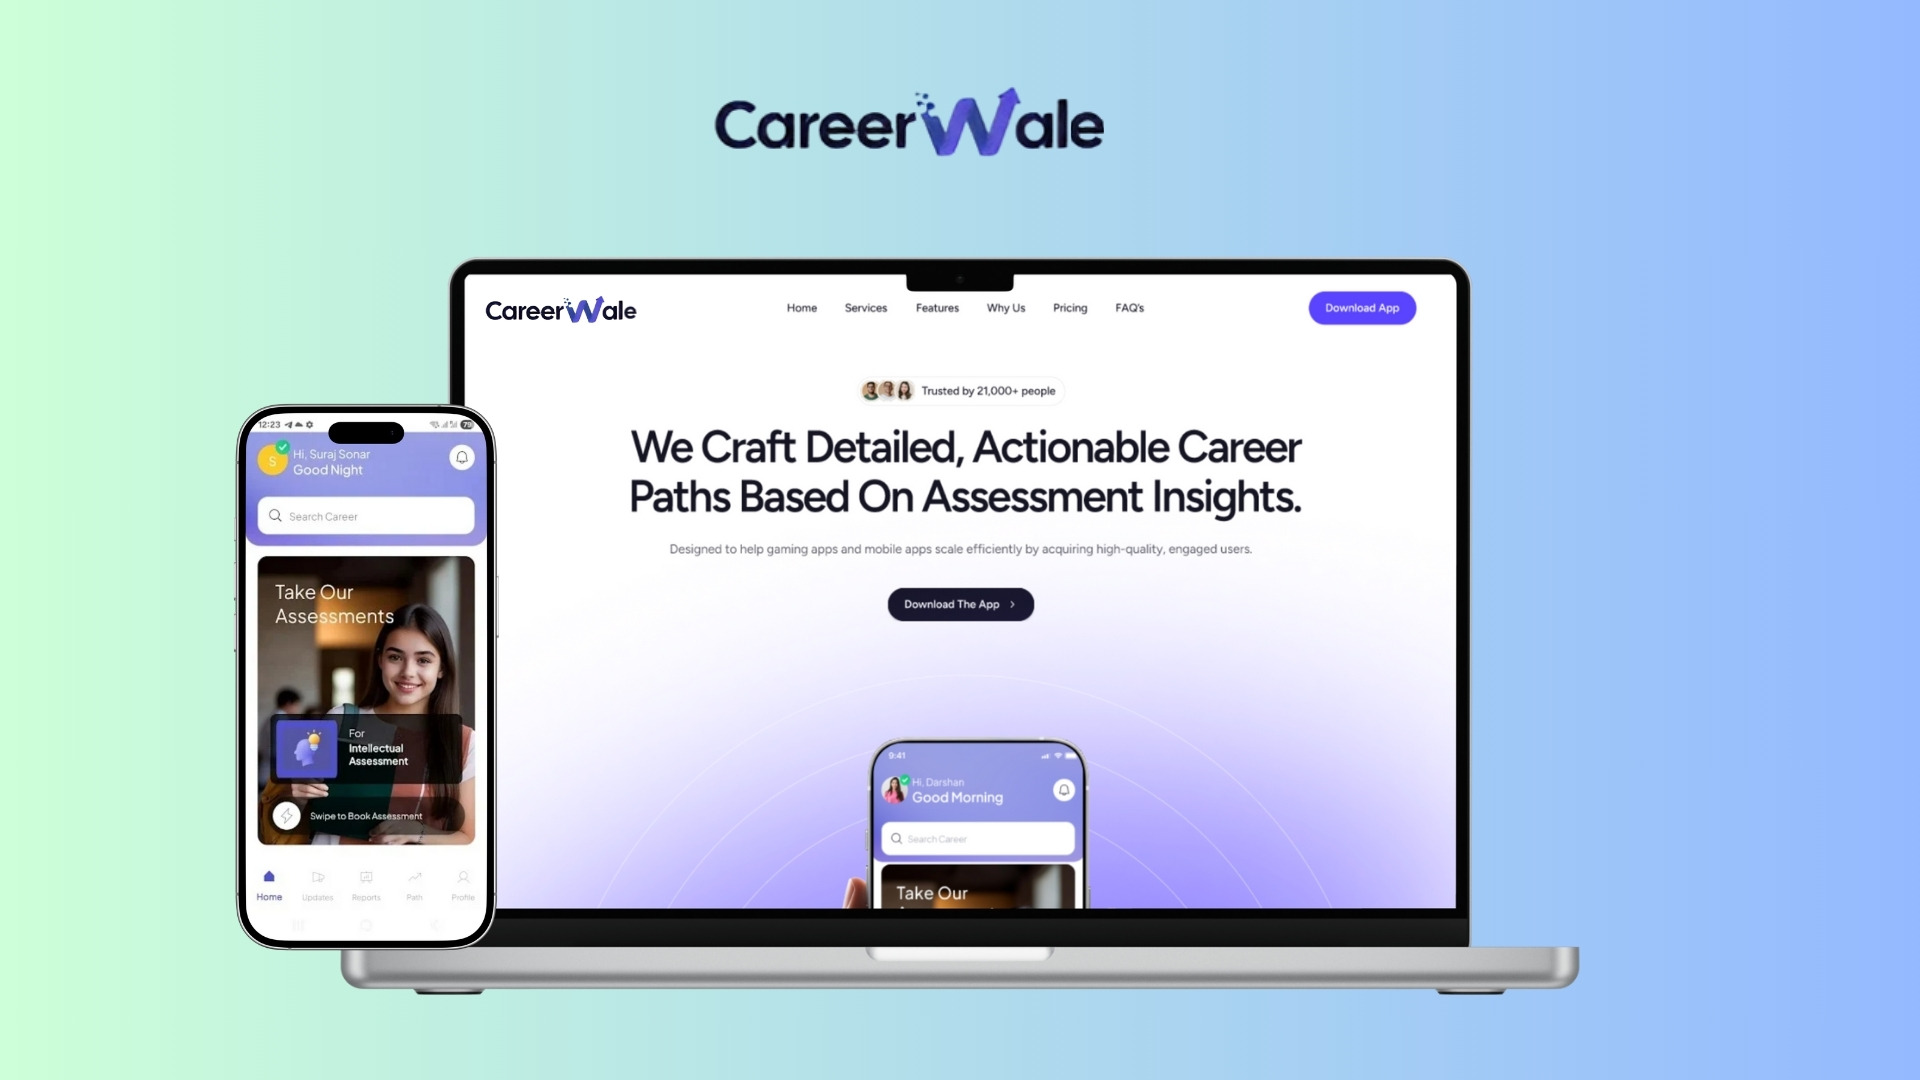 CareerWale
CareerWale
Home
Services
Features
Why Us
Pricing
FAQ's
Download App
Trusted by 21,000+ people
We Craft Detailed, Actionable Career
Paths Based On Assessment Insights.
Designed to help gaming apps and mobile apps scale efficiently by acquiring high-quality, engaged users.
Download The App
9:41
Hi, Darshan
Good Morning
Search Career
Take Our
12:23
79
S
Hi, Suraj Sonar
Good Night
Search Career
Take Our
Assessments
For
Intellectual
Assessment
Swipe to Book Assessment
Home
Updates
Reports
Path
Profile